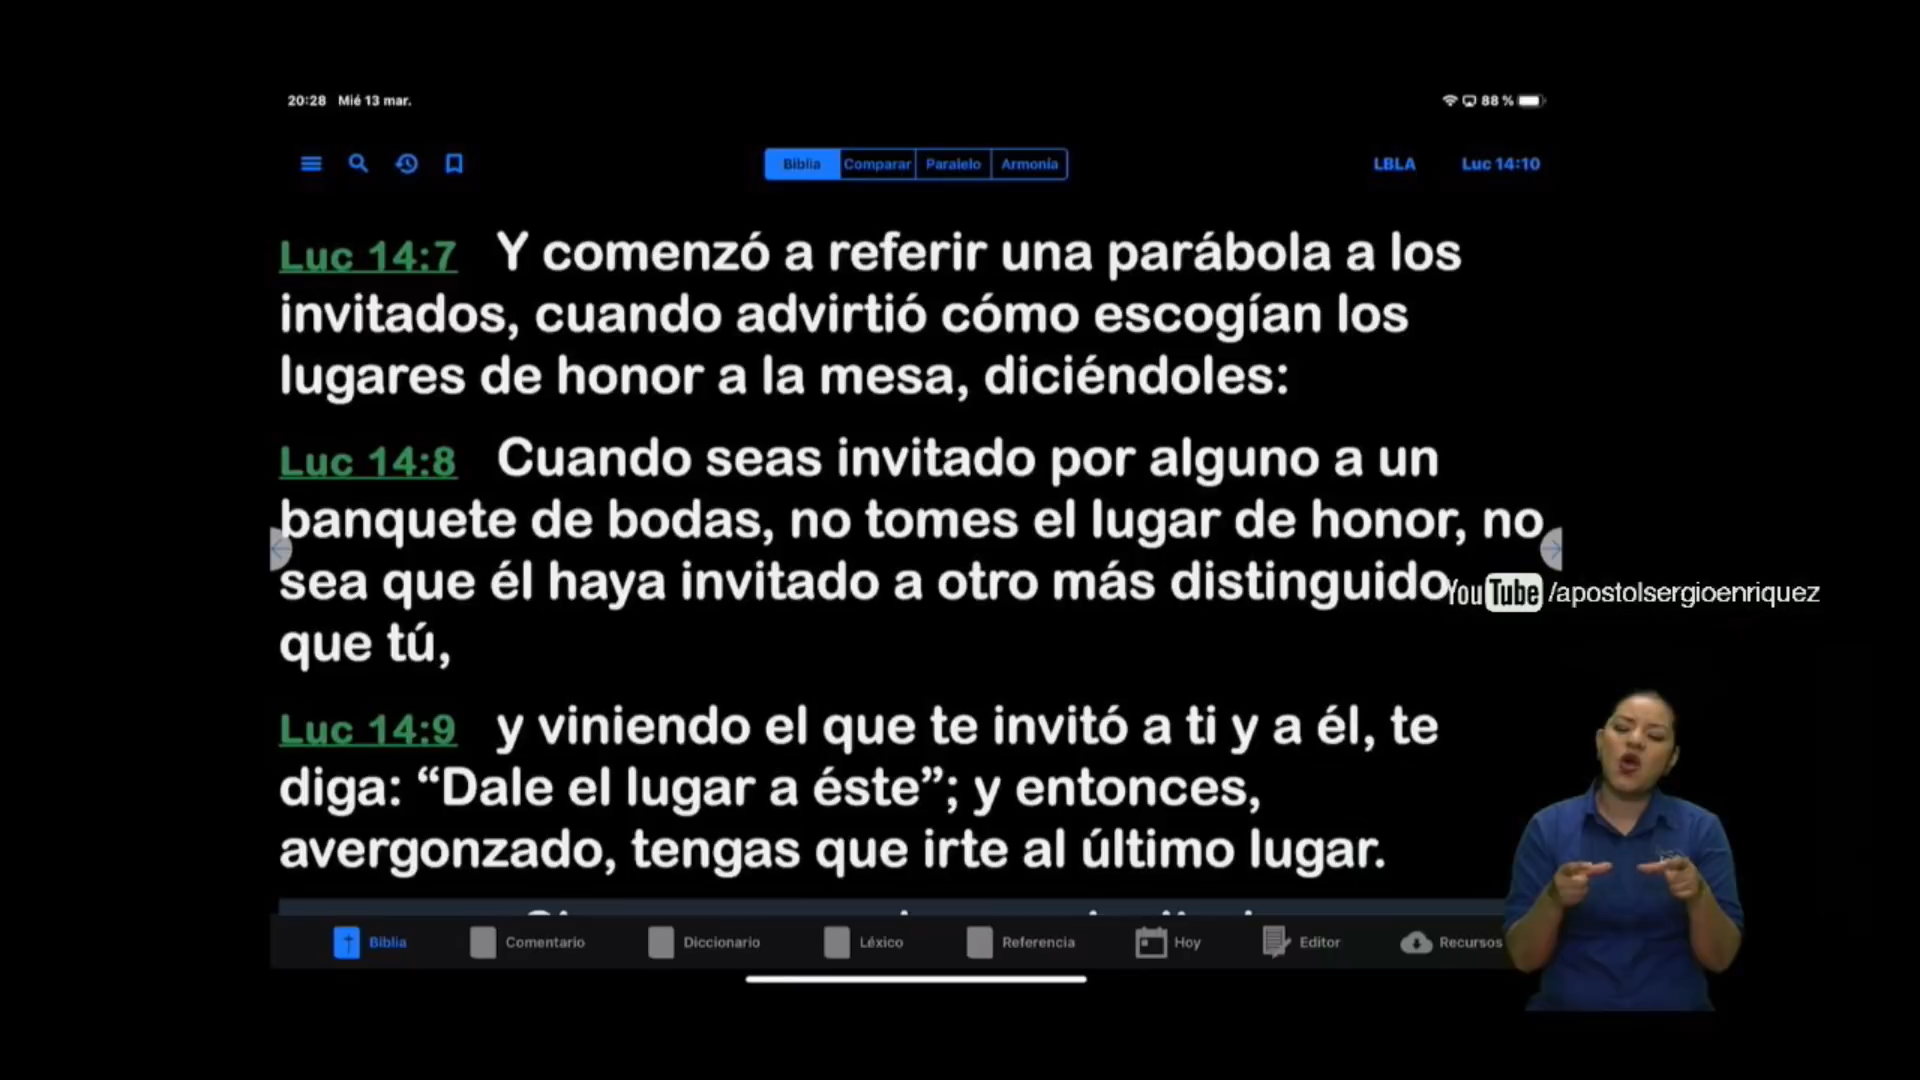 20:28 Mié 13 mar.
88 %
Biblia Comparar Paralelo Armonía
LBLA Luc 14:10
Luc 14:7 Y comenzó a referir una parábola a los
invitados, cuando advirtió cómo escogían los
lugares de honor a la mesa, diciéndoles:
Luc 14:8 Cuando seas invitado por alguno a un
banquete de bodas, no tomes el lugar de honor, no
sea que él haya invitado a otro más distinguido
que tú,
YouTube /apostolsergioenriquez
Luc 14:9 y viniendo el que te invitó a ti y a él, te
diga: “Dale el lugar a éste”; y entonces,
avergonzado, tengas que irte al último lugar.
Biblia Comentario Diccionario Léxico Referencia Hoy Editor Recursos